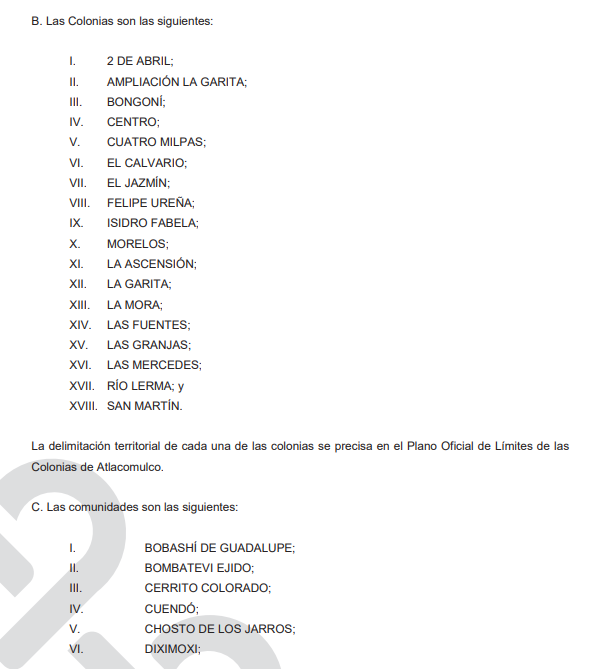 B. Las Colonias son las siguientes:
I. 2 DE ABRIL;
II. AMPLIACIÓN LA GARITA;
III. BONGONÍ;
IV. CENTRO;
V. CUATRO MILPAS;
VI. EL CALVARIO;
VII. EL JAZMÍN;
VIII. FELIPE UREÑA;
IX. ISIDRO FABELA;
X. MORELOS;
XI. LA ASCENSIÓN;
XII. LA GARITA;
XIII. LA MORA;
XIV. LAS FUENTES;
XV. LAS GRANJAS;
XVI. LAS MERCEDES;
XVII. RÍO LERMA; y
XVIII. SAN MARTÍN.
La delimitación territorial de cada una de las colonias se precisa en el Plano Oficial de Límites de las
Colonias de Atlacomulco.
C. Las comunidades son las siguientes:
I. BOBASHÍ DE GUADALUPE;
II. BOMBATEVI EJIDO;
III. CERRITO COLORADO;
IV. CUENDÓ;
V. CHOSTO DE LOS JARROS;
VI. DIXIMOXI;